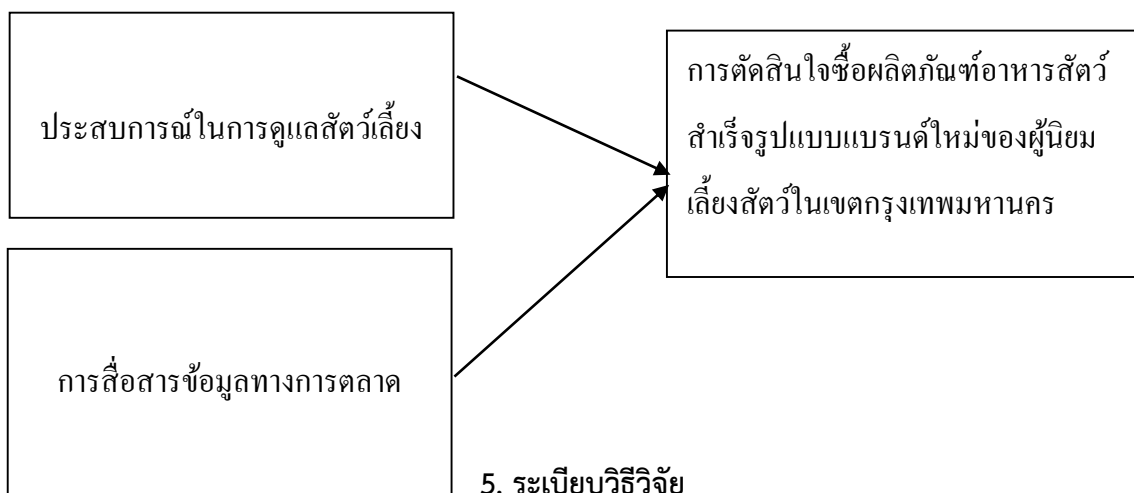 ประสบการณ์ในการดูแลสัตว์เลี้ยง
การตัดสินใจซื้อผลิตภัณฑ์อาหารสัตว์
สำเร็จรูปแบบแบรนด์ใหม่ของผู้นิยม
เลี้ยงสัตว์ในเขตกรุงเทพมหานคร
การสื่อสารข้อมูลทางการตลาด
5. ระเบียบวิธีวิจัย